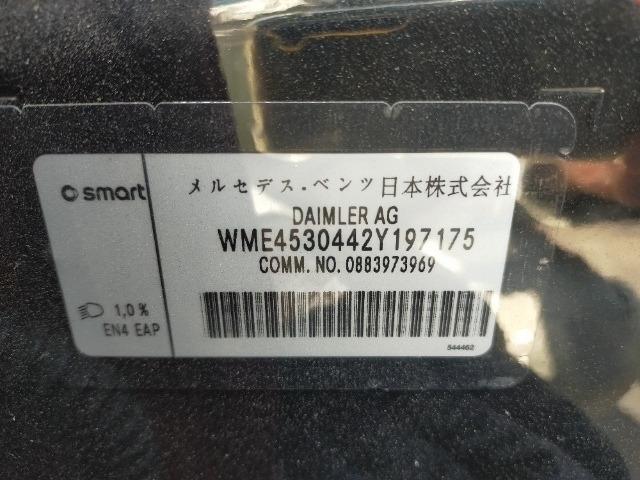 smart
メルセデス・ベンツ日本株式会社
DAIMLER AG
WME4530442Y197175
COMM. NO. 0883973969
1,0 %
EN4 EAP
544462